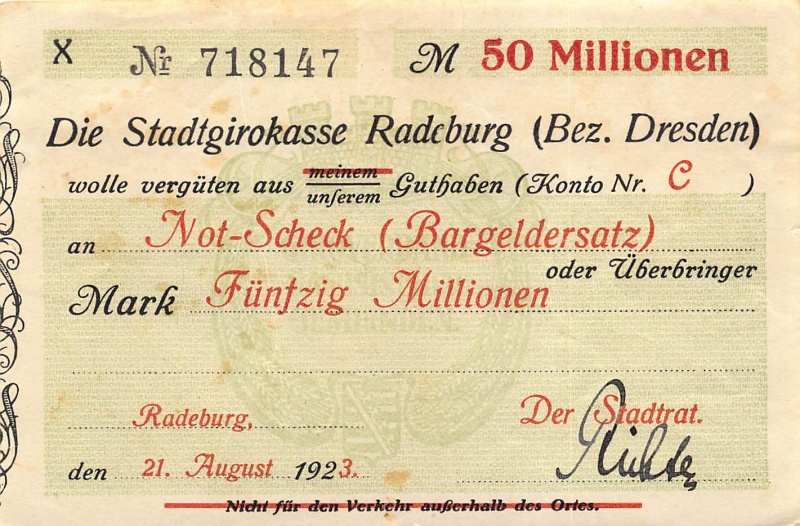 X Nr 718147 M 50 Millionen
Die Stadtgirokasse Radeburg (Bez. Dresden)
wolle vergüten aus meinem Guthaben (Konto Nr. C )
unserem
an Not-Scheck (Bargeldersatz)
oder Überbringer
Mark Fünfzig Millionen
Radeburg, Der Stadtrat.
den 21. August 1923.
Nicht für den Verkehr außerhalb des Ortes.